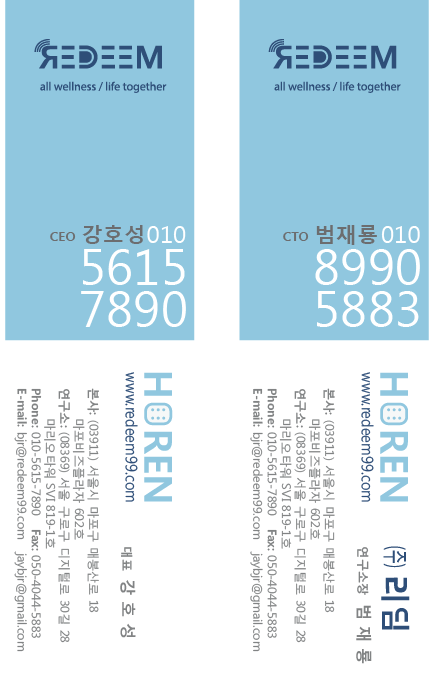 REDEEM
all wellness / life together
CEO 강호성 010
5615
7890
REDEEM
all wellness / life together
CTO 범재룡 010
8990
5883
HOREN
www.redeem99.com
대표 강 호 성
본사: (03911) 서울시 마포구 매봉산로 18
마포비즈플라자 602호
연구소: (08369) 서울 구로구 디지털로 30길 28
마리오타워 SVI 819-1호
Phone: 010-5615-7890 Fax: 050-4044-5883
E-mail: bjr@redeem99.com jaybjr@gmail.com
HOREN
www.redeem99.com
(주) 리딤
연구소장 범 재 룡
본사: (03911) 서울시 마포구 매봉산로 18
마포비즈플라자 602호
연구소: (08369) 서울 구로구 디지털로 30길 28
마리오타워 SVI 819-1호
Phone: 010-5615-7890 Fax: 050-4044-5883
E-mail: bjr@redeem99.com jaybjr@gmail.com